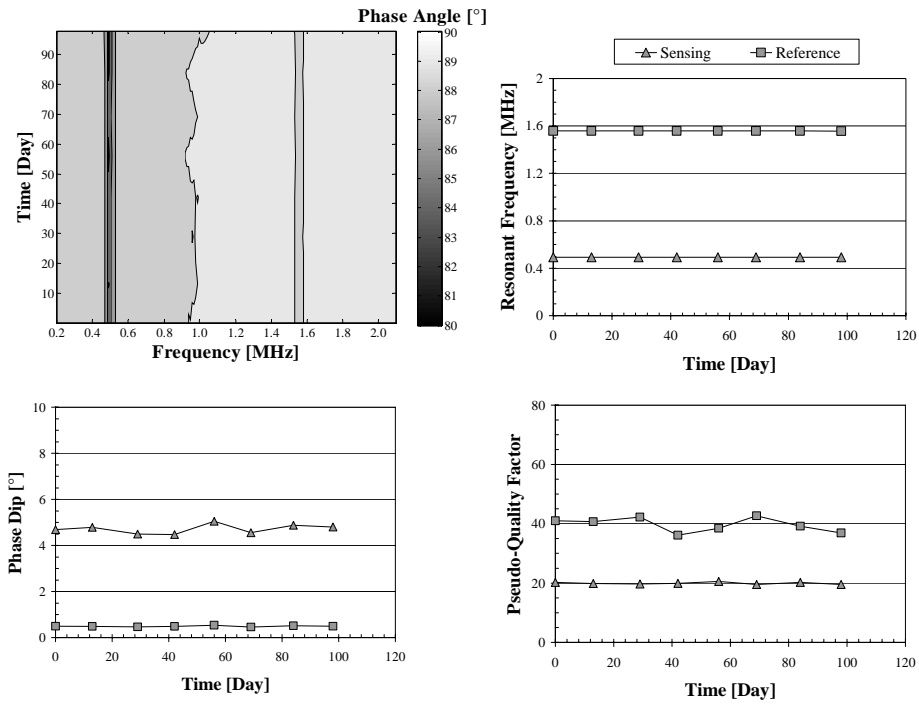 Phase Angle [°]
90
80
70
60
50
40
30
20
10
Time [Day]
0.2 0.4 0.6 0.8 1.0 1.2 1.4 1.6 1.8 2.0
Frequency [MHz]
90
89
88
87
86
85
84
83
82
81
80
Sensing Reference
2
1.6
1.2
0.8
0.4
0
Resonant Frequency [MHz]
0 20 40 60 80 100 120
Time [Day]
10
8
6
4
2
0
Phase Dip [°]
0 20 40 60 80 100 120
Time [Day]
80
60
40
20
0
Pseudo-Quality Factor
0 20 40 60 80 100 120
Time [Day]